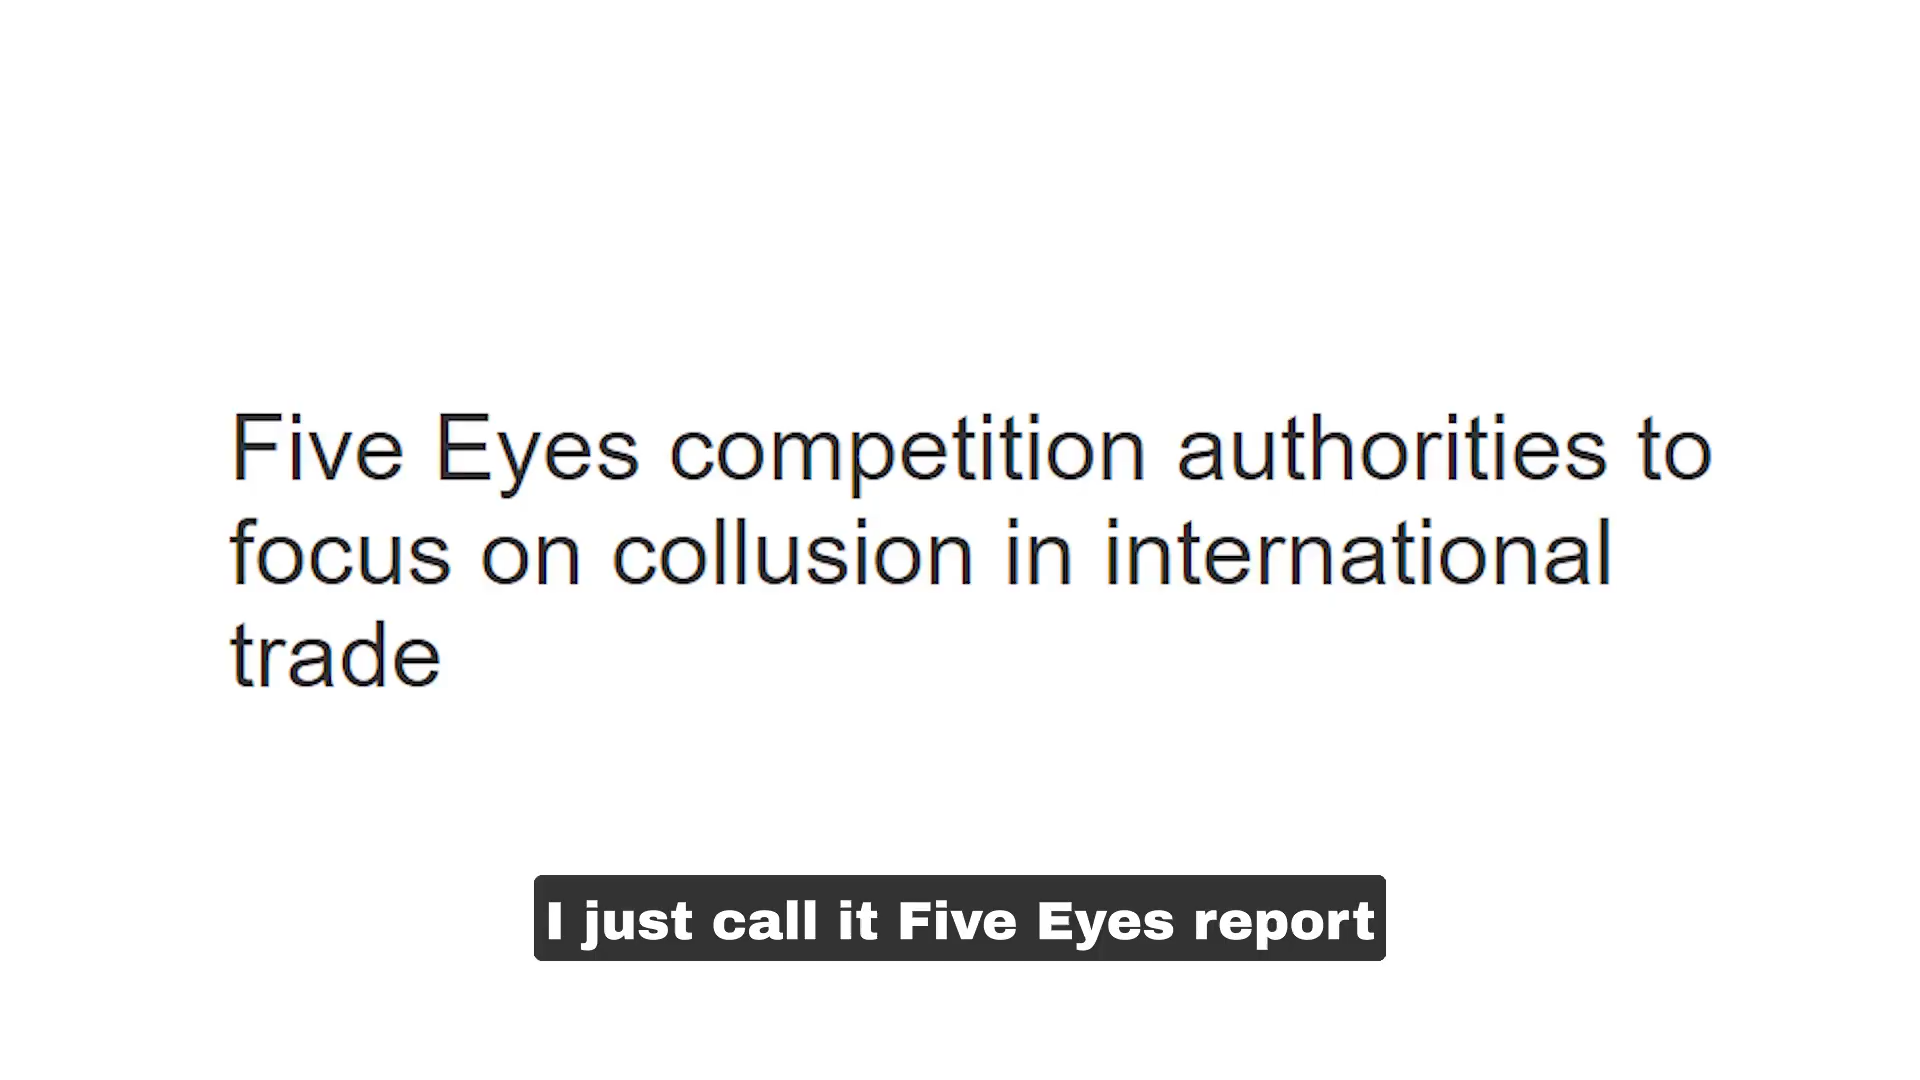 Five Eyes competition authorities to
focus on collusion in international
trade
I just call it Five Eyes report